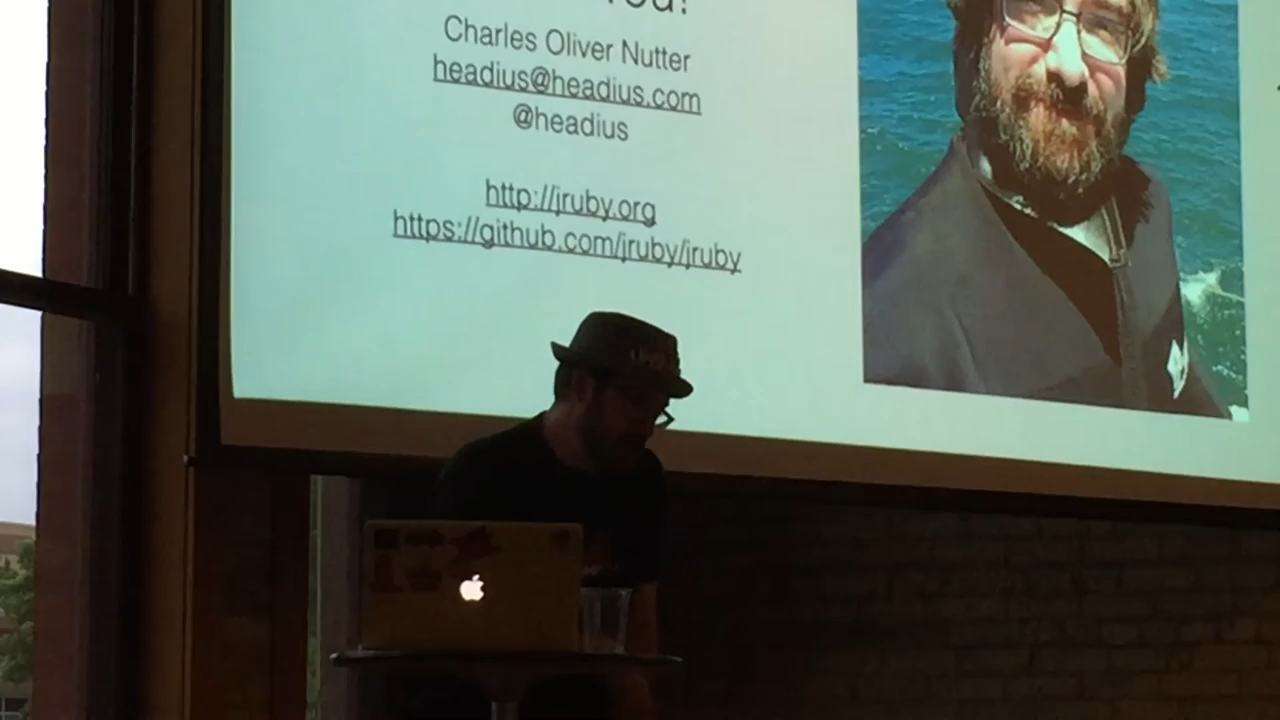 Charles Oliver Nutter
headius@headius.com
@headius
http://jruby.org
https://github.com/jruby/jruby